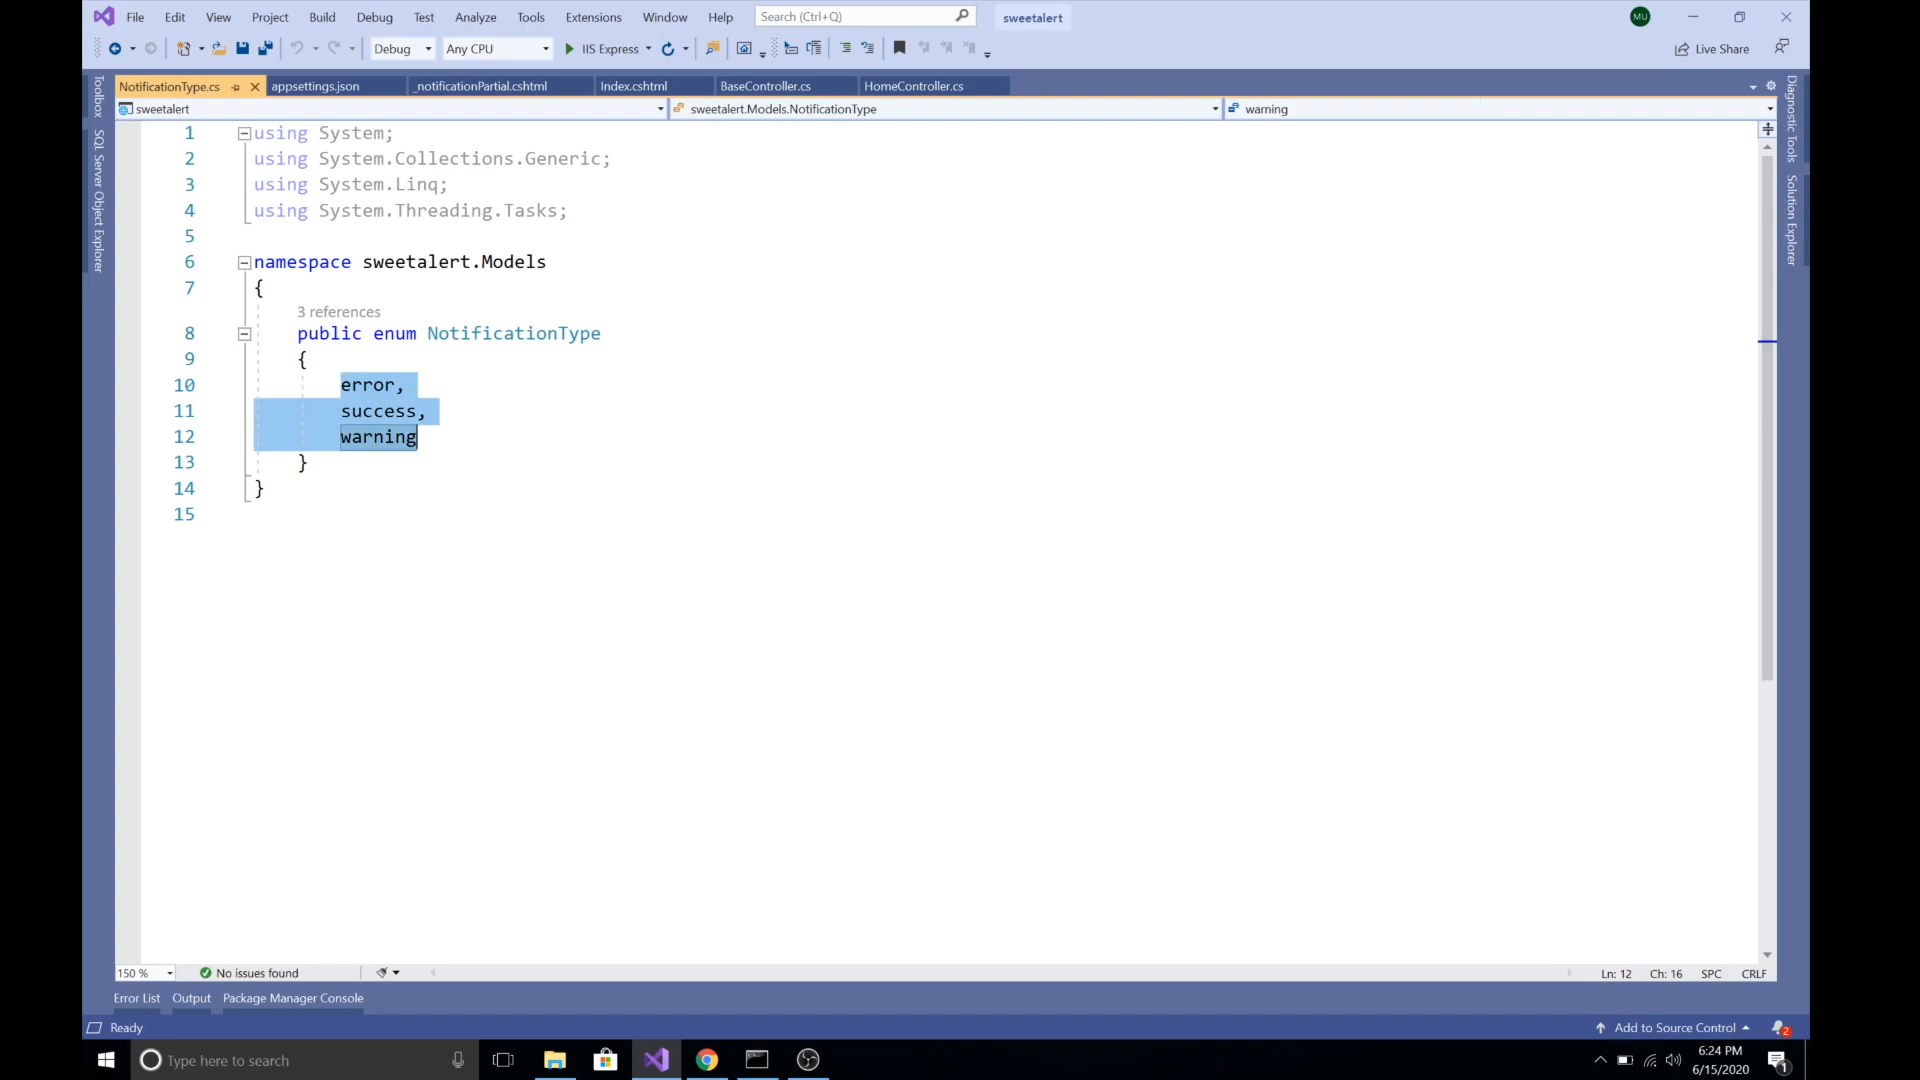 File Edit View Project Build Debug Test Analyze Tools Extensions Window Help Search (Ctrl+Q) sweetalert MU
Debug Any CPU IIS Express Live Share
NotificationType.cs appsettings.json _notificationPartial.cshtml Index.cshtml BaseController.cs HomeController.cs
sweetalert sweetalert.Models.NotificationType warning
Toolbox
SQL Server Object Explorer
1 using System;
2 using System.Collections.Generic;
3 using System.Linq;
4 using System.Threading.Tasks;
5
6 namespace sweetalert.Models
7 {
3 references
8 public enum NotificationType
9 {
10 error,
11 success,
12 warning
13 }
14 }
15
Diagnostic Tools
Solution Explorer
150 % No issues found Ln: 12 Ch: 16 SPC CRLF
Error List Output Package Manager Console
Ready Add to Source Control 2
Type here to search 6:24 PM
6/15/2020 1